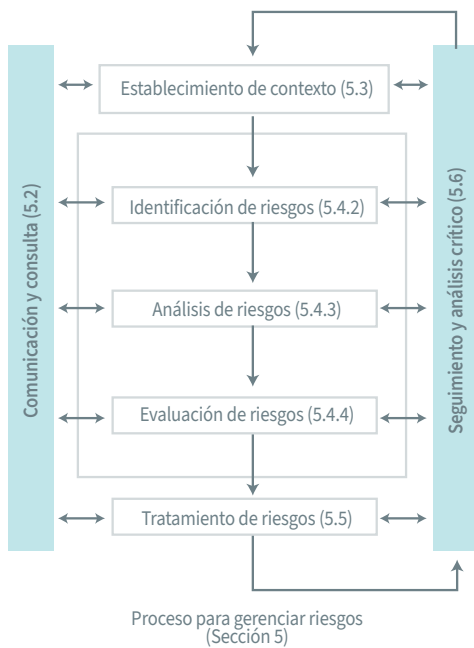 Establecimiento de contexto (5.3)
Comunicación y consulta (5.2)
Seguimiento y análisis crítico (5.6)
Identificación de riesgos (5.4.2)
Análisis de riesgos (5.4.3)
Evaluación de riesgos (5.4.4)
Tratamiento de riesgos (5.5)
Proceso para gerenciar riesgos
(Sección 5)